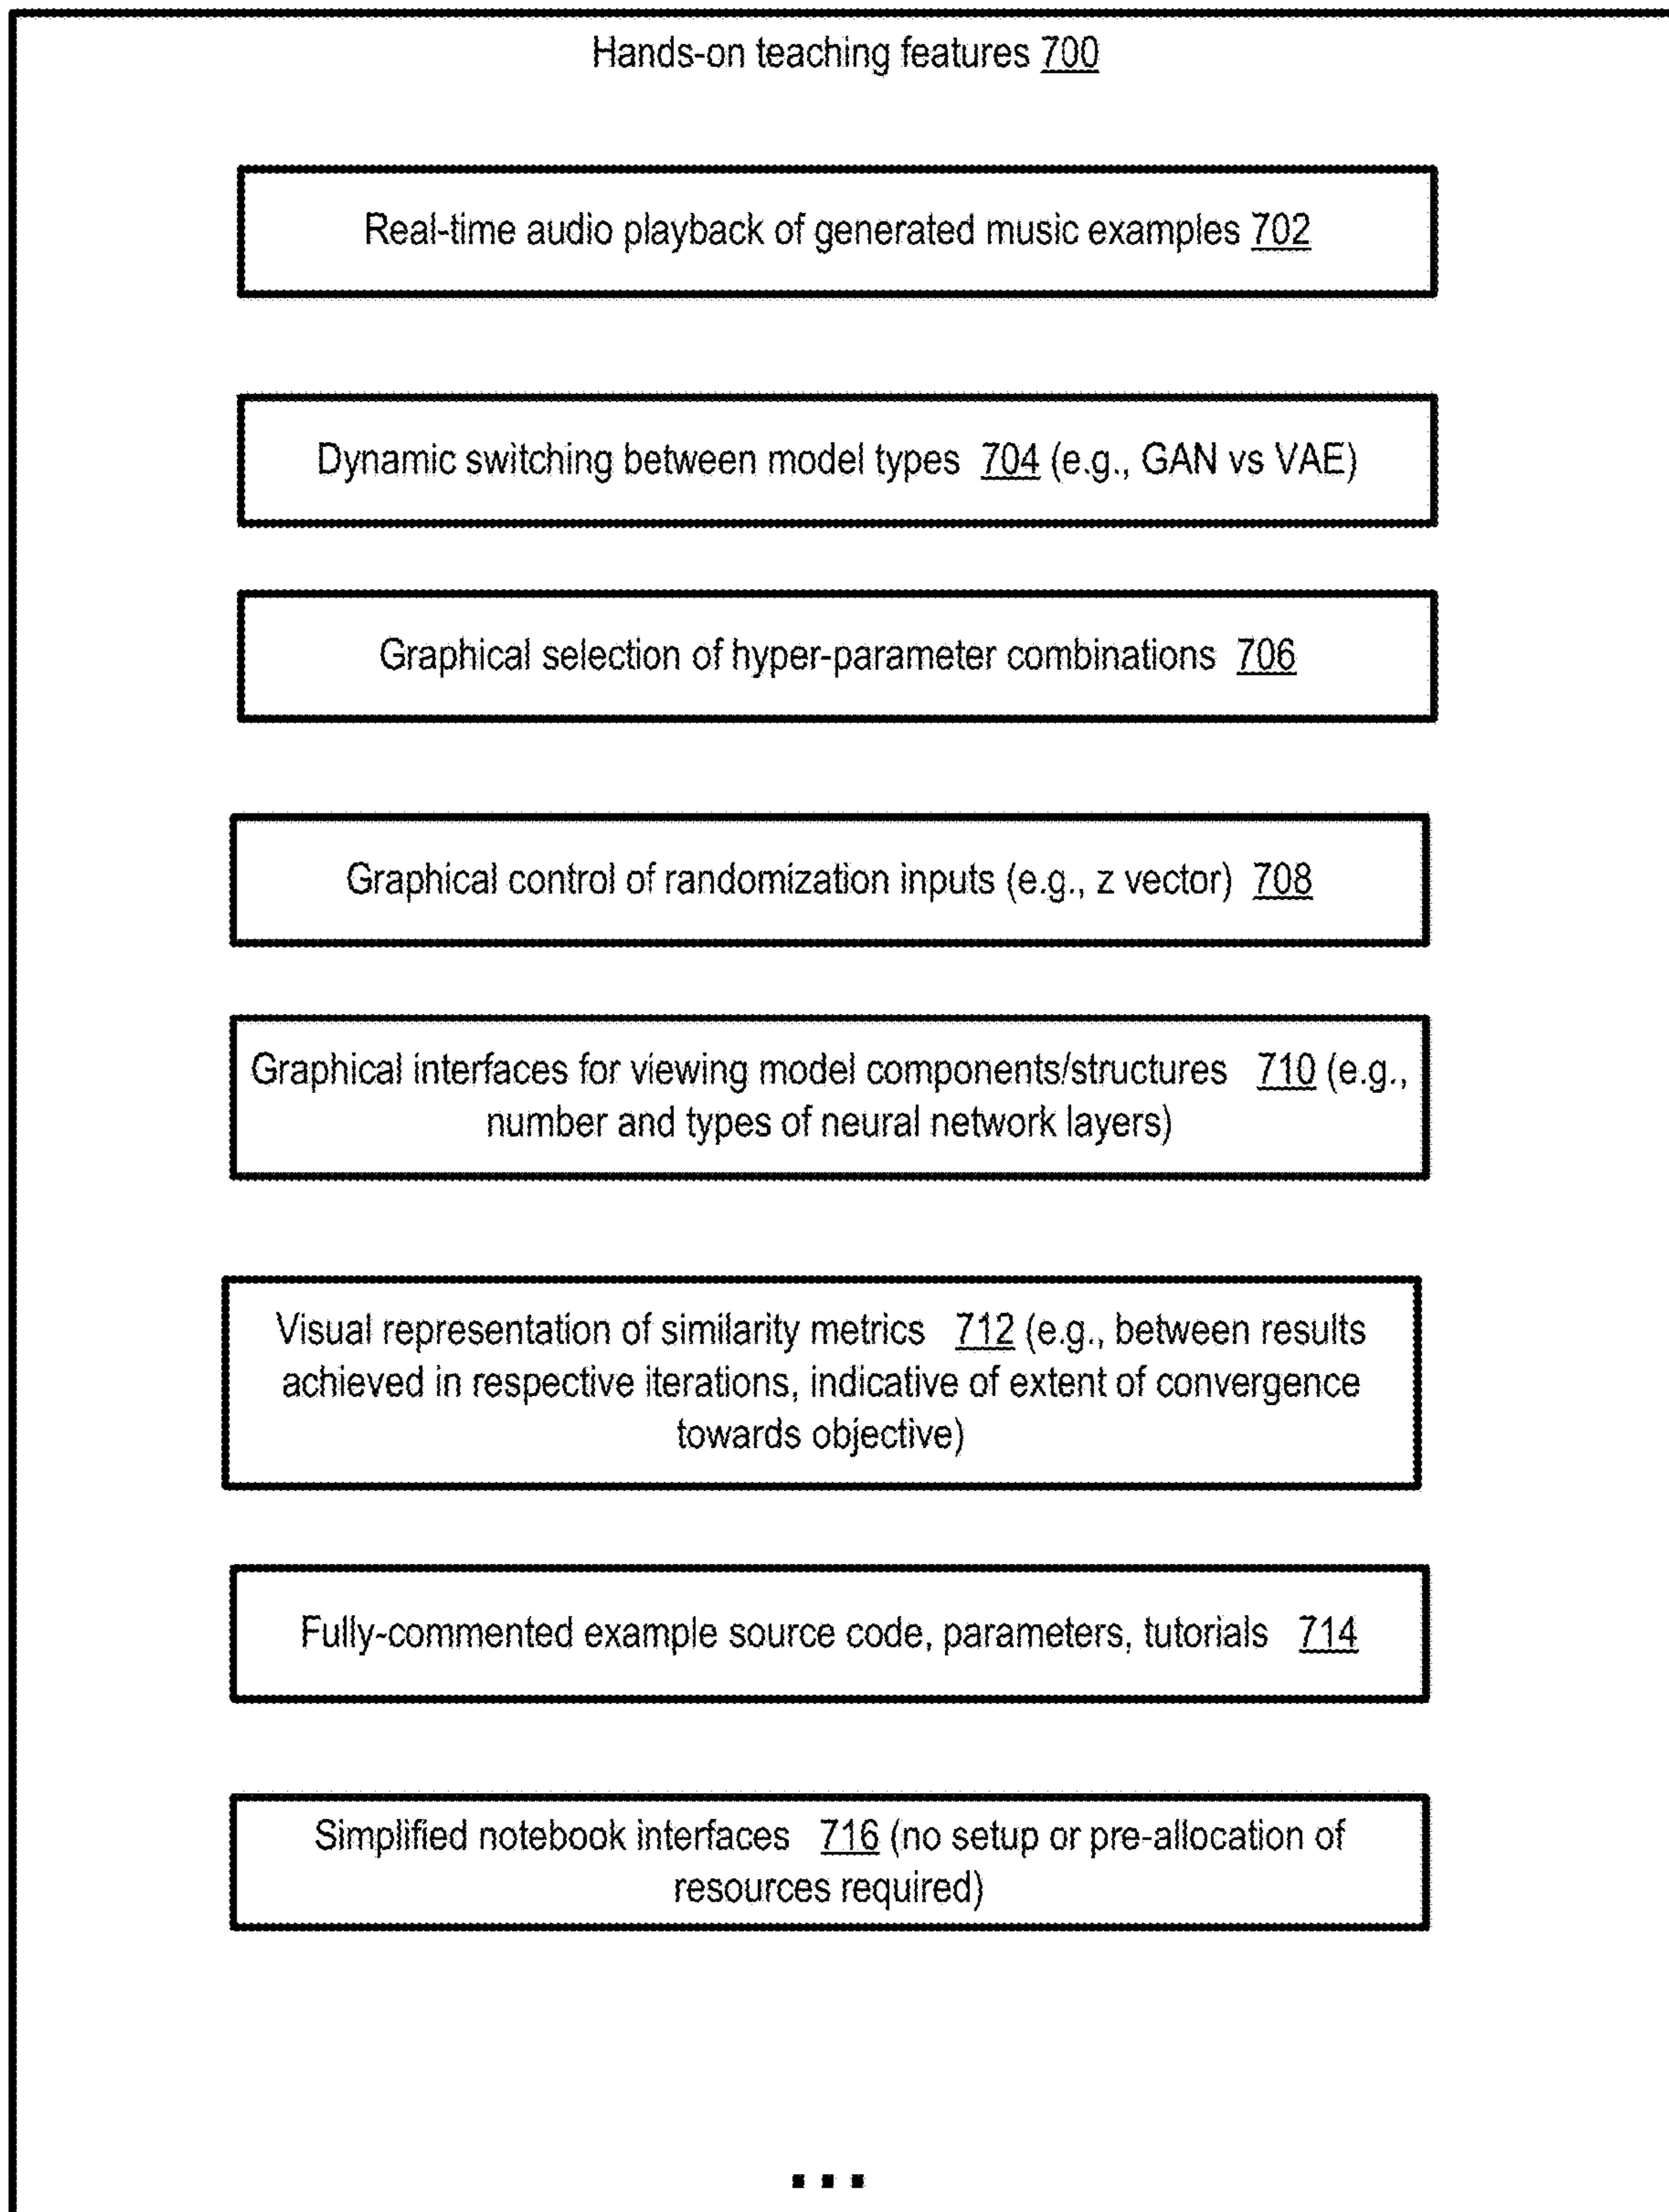 Hands-on teaching features 700
Real-time audio playback of generated music examples 702
Dynamic switching between model types 704 (e.g., GAN vs VAE)
Graphical selection of hyper-parameter combinations 706
Graphical control of randomization inputs (e.g., z vector) 708
Graphical interfaces for viewing model components/structures 710 (e.g.,
number and types of neural network layers)
Visual representation of similarity metrics 712 (e.g., between results
achieved in respective iterations, indicative of extent of convergence
towards objective)
Fully-commented example source code, parameters, tutorials 714
Simplified notebook interfaces 716 (no setup or pre-allocation of
resources required)
...